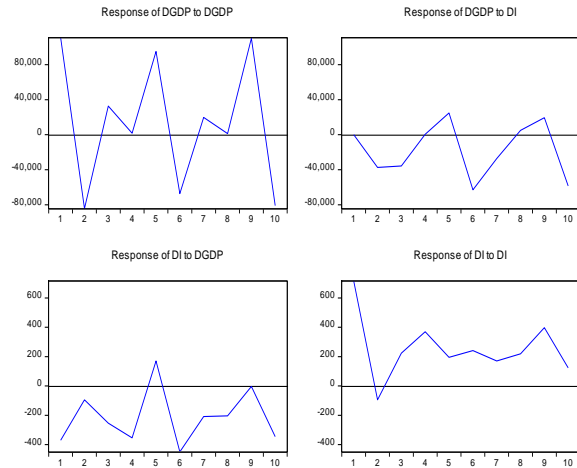 Response of DGDP to DGDP
80,000
40,000
0
-40,000
-80,000
1 2 3 4 5 6 7 8 9 10
Response of DGDP to DI
80,000
40,000
0
-40,000
-80,000
1 2 3 4 5 6 7 8 9 10
Response of DI to DGDP
600
400
200
0
-200
-400
1 2 3 4 5 6 7 8 9 10
Response of DI to DI
600
400
200
0
-200
-400
1 2 3 4 5 6 7 8 9 10